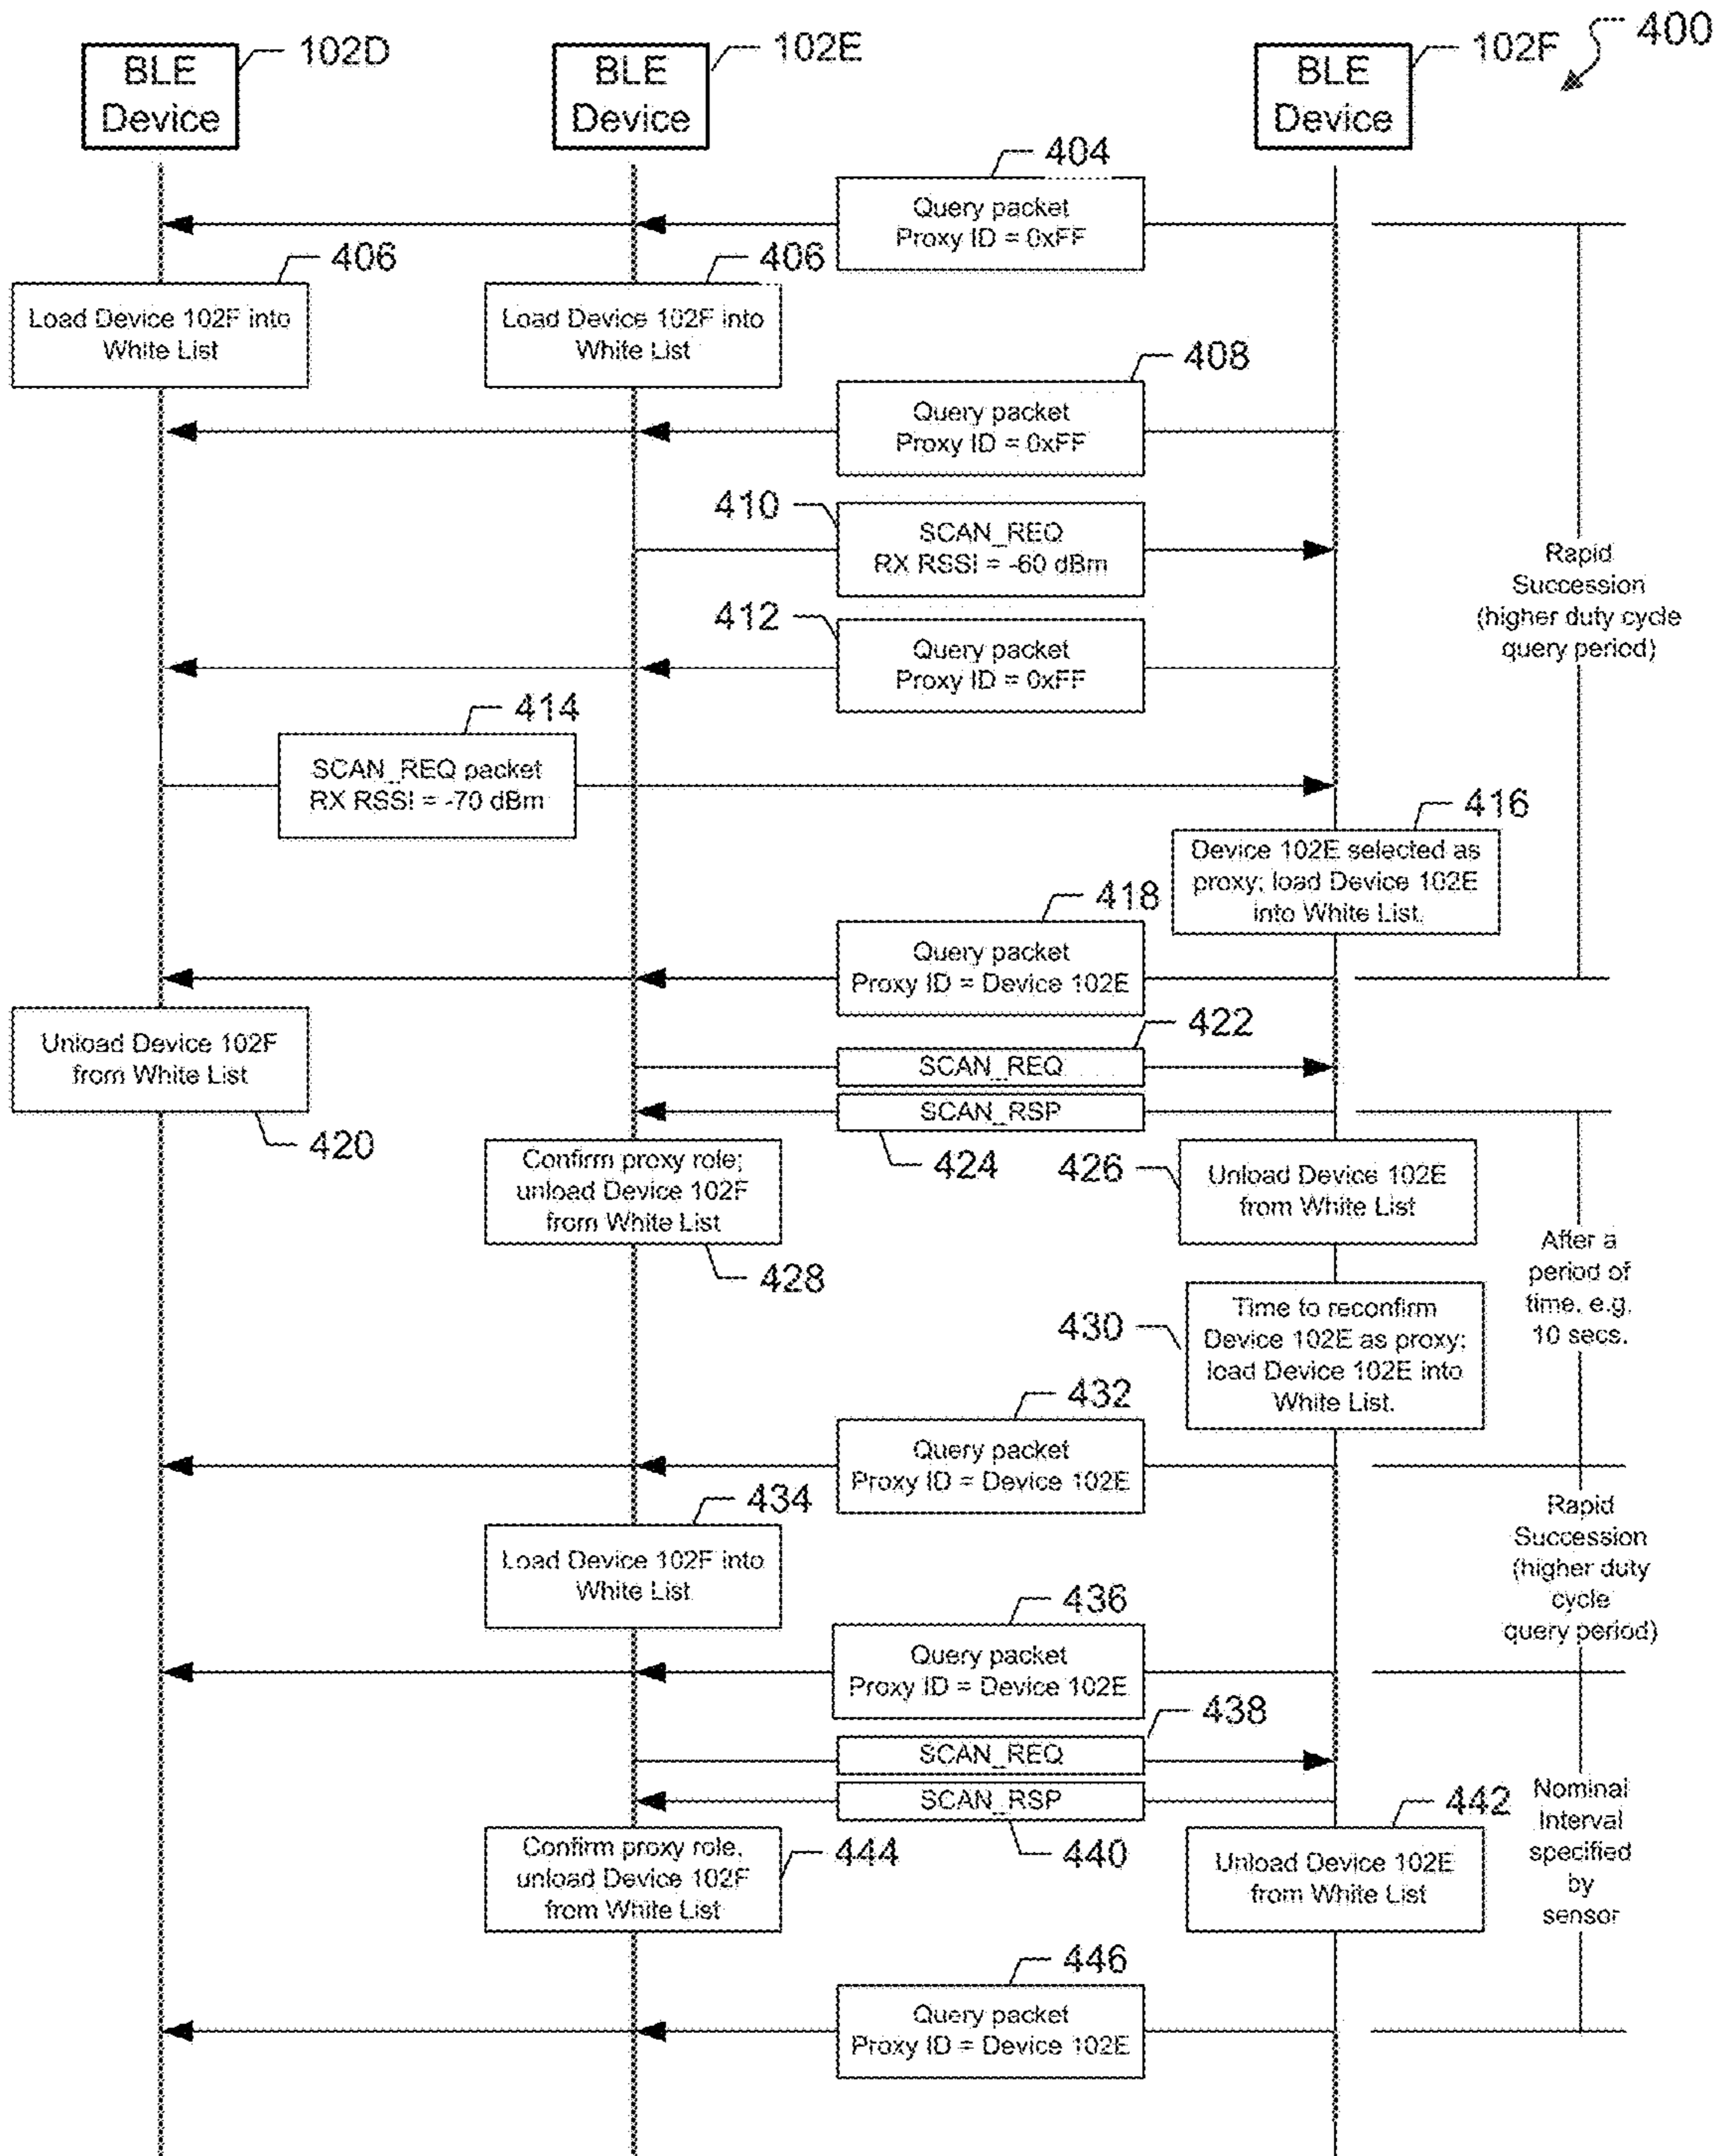 400
BLE
Device
102D
BLE
Device
102E
BLE
Device
102F
404
Query packet
Proxy ID = 0xFF
406
Load Device 102F into
White List
406
Load Device 102F into
White List
408
Query packet
Proxy ID = 0xFF
410
SCAN_REQ
RX RSSI = -60 dBm
Rapid
Succession
(higher duty cycle
query period)
412
Query packet
Proxy ID = 0xFF
414
SCAN_REQ packet
RX RSSI = -70 dBm
416
Device 102E selected as
proxy; load Device 102E
into White List.
418
Query packet
Proxy ID = Device 102E
Unload Device 102F
from White List
420
422
SCAN_REQ
SCAN_RSP
424
Confirm proxy role;
unload Device 102F
from White List
428
426
Unload Device 102E
from White List
After a
period of
time, e.g.
10 secs.
430
Time to reconfirm
Device 102E as proxy;
load Device 102E into
White List.
432
Query packet
Proxy ID = Device 102E
434
Load Device 102F into
White List
Rapid
Succession
(higher duty
cycle
query period)
436
Query packet
Proxy ID = Device 102E
438
SCAN_REQ
SCAN_RSP
440
442
Unload Device 102E
from White List
Nominal
Interval
specified
by
sensor
Confirm proxy role,
unload Device 102F
from White List
444
446
Query packet
Proxy ID = Device 102E